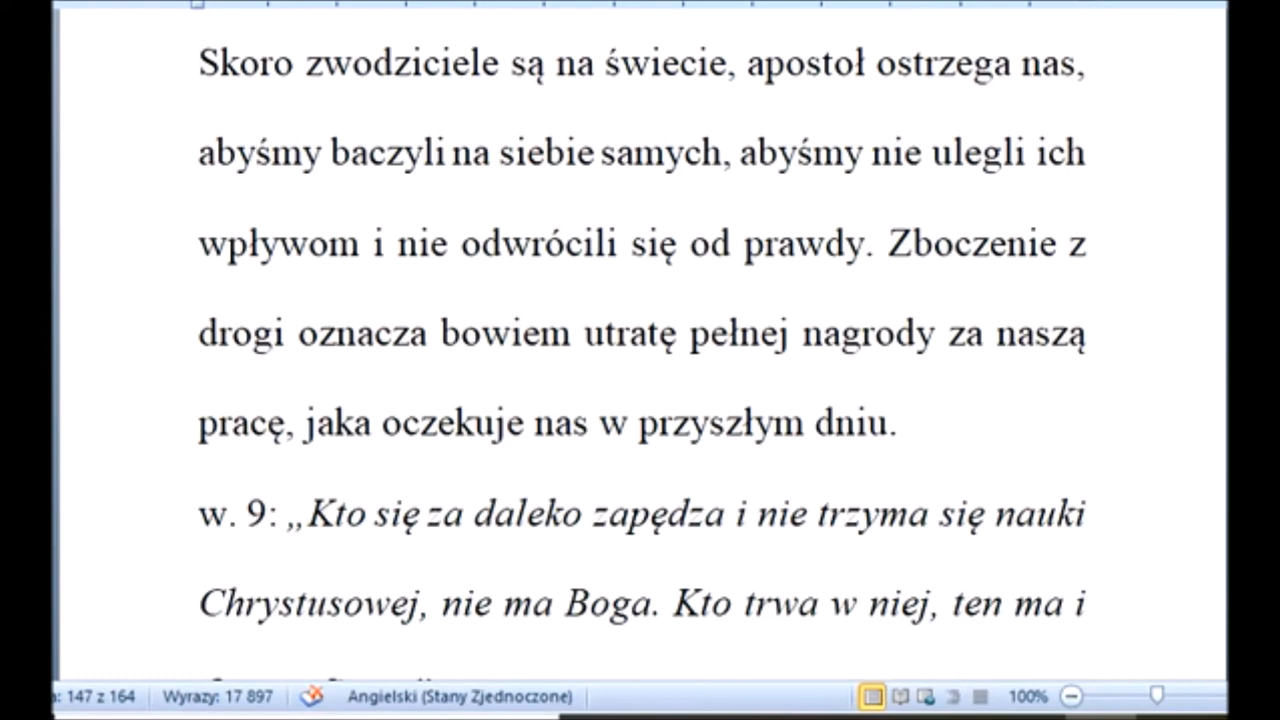 Skoro zwodziciele są na świecie, apostoł ostrzega nas,
abyśmy baczyli na siebie samych, abyśmy nie ulegli ich
wpływom i nie odwrócili się od prawdy. Zboczenie z
drogi oznacza bowiem utratę pełnej nagrody za naszą
pracę, jaka oczekuje nas w przyszłym dniu.
w. 9: „Kto się za daleko zapędza i nie trzyma się nauki
Chrystusowej, nie ma Boga. Kto trwa w niej, ten ma i
: 147 z 164 Wyrazy: 17 897 Angielski (Stany Zjednoczone) 100%